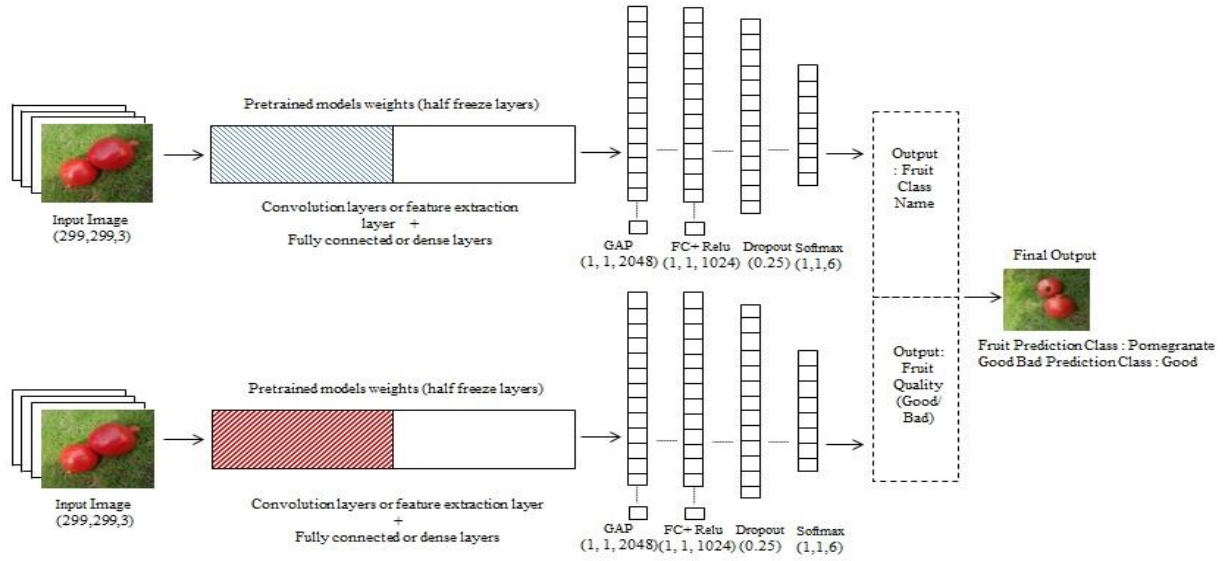 Pretrained models weights (half freeze layers)
Input Image
(299,299,3)
Convolution layers or feature extraction
layer +
Fully connected or dense layers
GAP
(1, 1, 2048)
FC+ Relu
(1, 1, 1024)
Dropout
(0.25)
Softmax
(1,1,6)
Output
: Fruit
Class
Name
Pretrained models weights (half freeze layers)
Input Image
(299,299,3)
Convolution layers or feature extraction layer
+
Fully connected or dense layers
GAP
(1, 1, 2048)
FC+ Relu
(1, 1, 1024)
Dropout
(0.25)
Softmax
(1,1,6)
Output:
Fruit
Quality
(Good/
Bad)
Final Output
Fruit Prediction Class : Pomegranate
Good Bad Prediction Class : Good